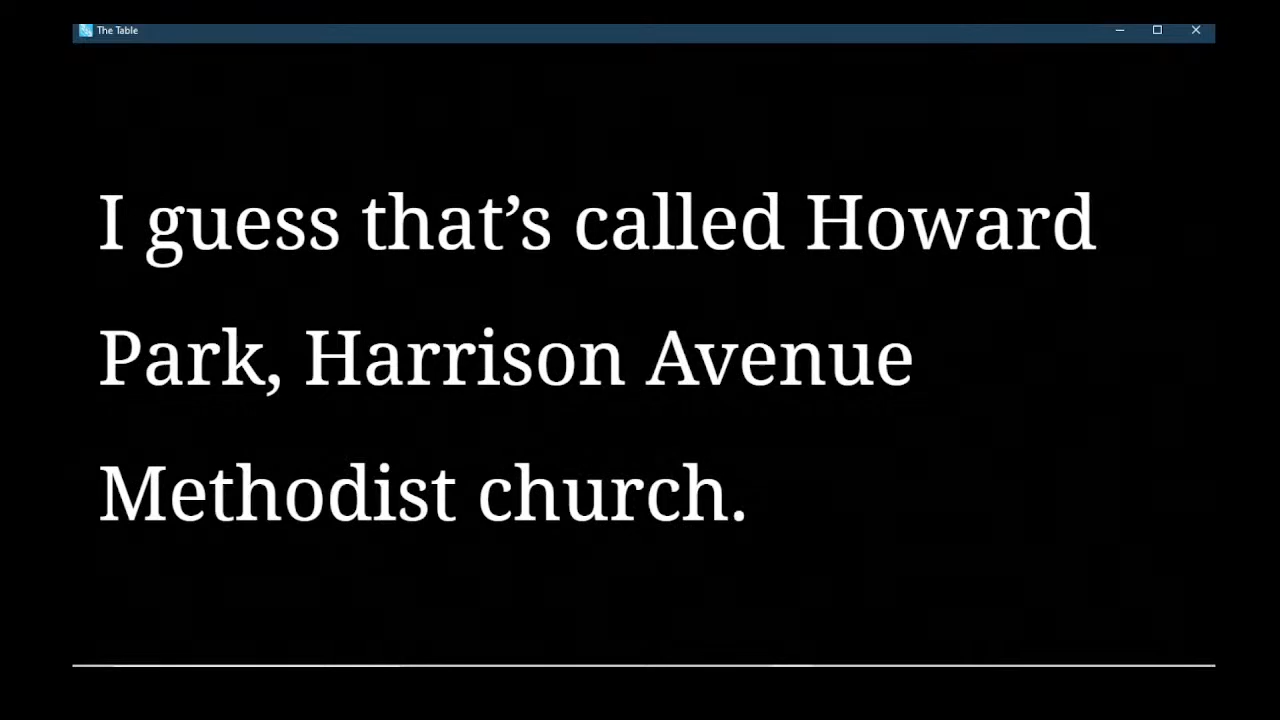 The Table
I guess that’s called Howard
Park, Harrison Avenue
Methodist church.